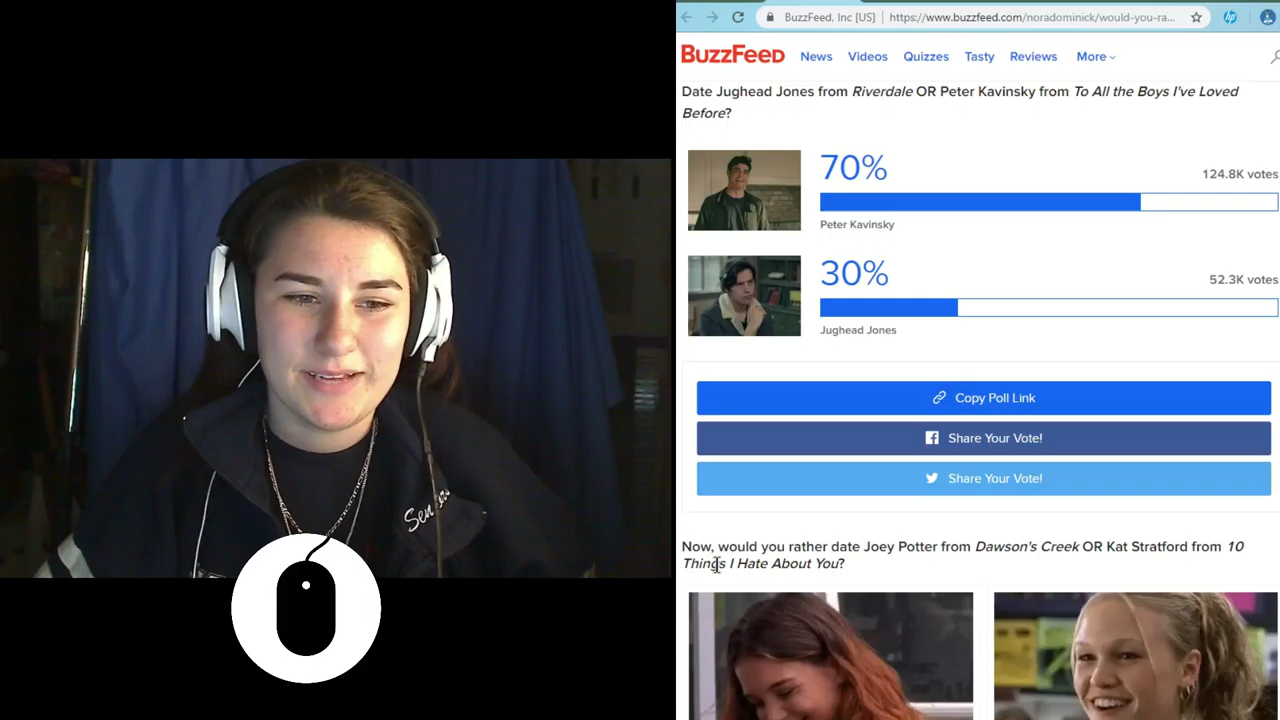 BuzzFeed, Inc [US] | https://www.buzzfeed.com/noradominick/would-you-ra...
BuzzFeed News Videos Quizzes Tasty Reviews More
Date Jughead Jones from Riverdale OR Peter Kavinsky from To All the Boys I've Loved
Before?
70%
124.8K votes
Peter Kavinsky
30%
52.3K votes
Jughead Jones
Copy Poll Link
Share Your Vote!
Share Your Vote!
Now, would you rather date Joey Potter from Dawson's Creek OR Kat Stratford from 10
Things I Hate About You?